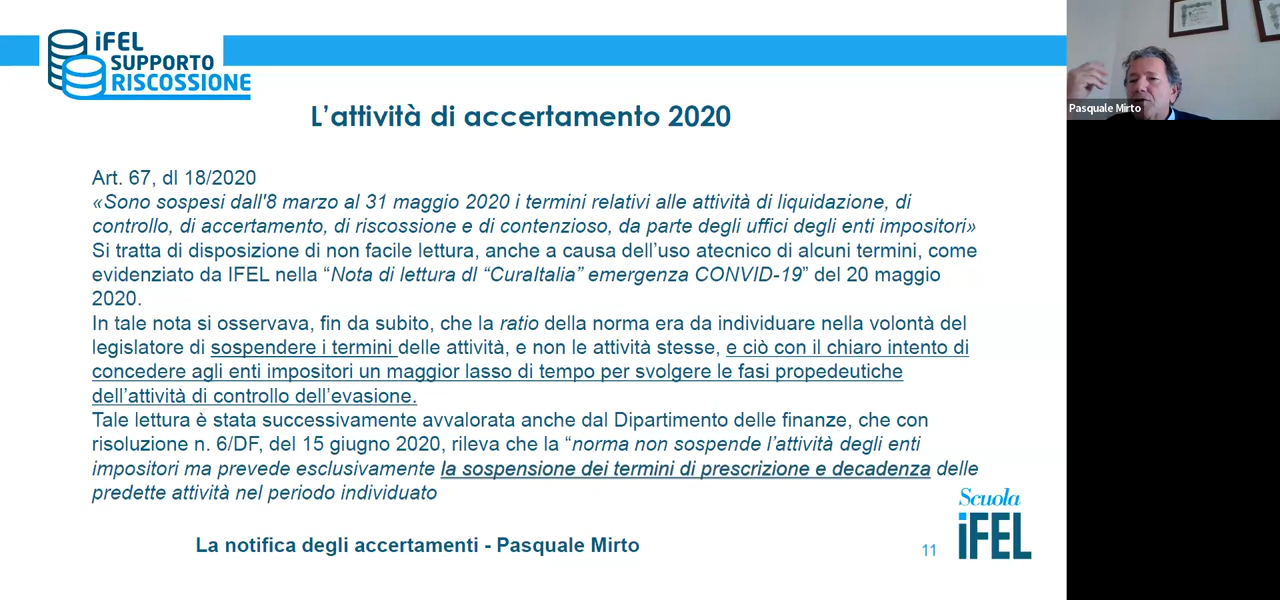 iFEL
SUPPORTO
RISCOSSIONE
L'attività di accertamento 2020
Art. 67, dl 18/2020
«Sono sospesi dall'8 marzo al 31 maggio 2020 i termini relativi alle attività di liquidazione, di
controllo, di accertamento, di riscossione e di contenzioso, da parte degli uffici degli enti impositori»
Si tratta di disposizione di non facile lettura, anche a causa dell'uso atecnico di alcuni termini, come
evidenziato da IFEL nella “Nota di lettura dl “CuraItalia” emergenza CONVID-19” del 20 maggio
2020.
In tale nota si osservava, fin da subito, che la ratio della norma era da individuare nella volontà del
legislatore di sospendere i termini delle attività, e non le attività stesse, e ciò con il chiaro intento di
concedere agli enti impositori un maggior lasso di tempo per svolgere le fasi propedeutiche
dell'attività di controllo dell'evasione.
Tale lettura è stata successivamente avvalorata anche dal Dipartimento delle finanze, che con
risoluzione n. 6/DF, del 15 giugno 2020, rileva che la “norma non sospende l'attività degli enti
impositori ma prevede esclusivamente la sospensione dei termini di prescrizione e decadenza delle
predette attività nel periodo individuato
La notifica degli accertamenti - Pasquale Mirto
11
Scuola
iFEL
Pasquale Mirto